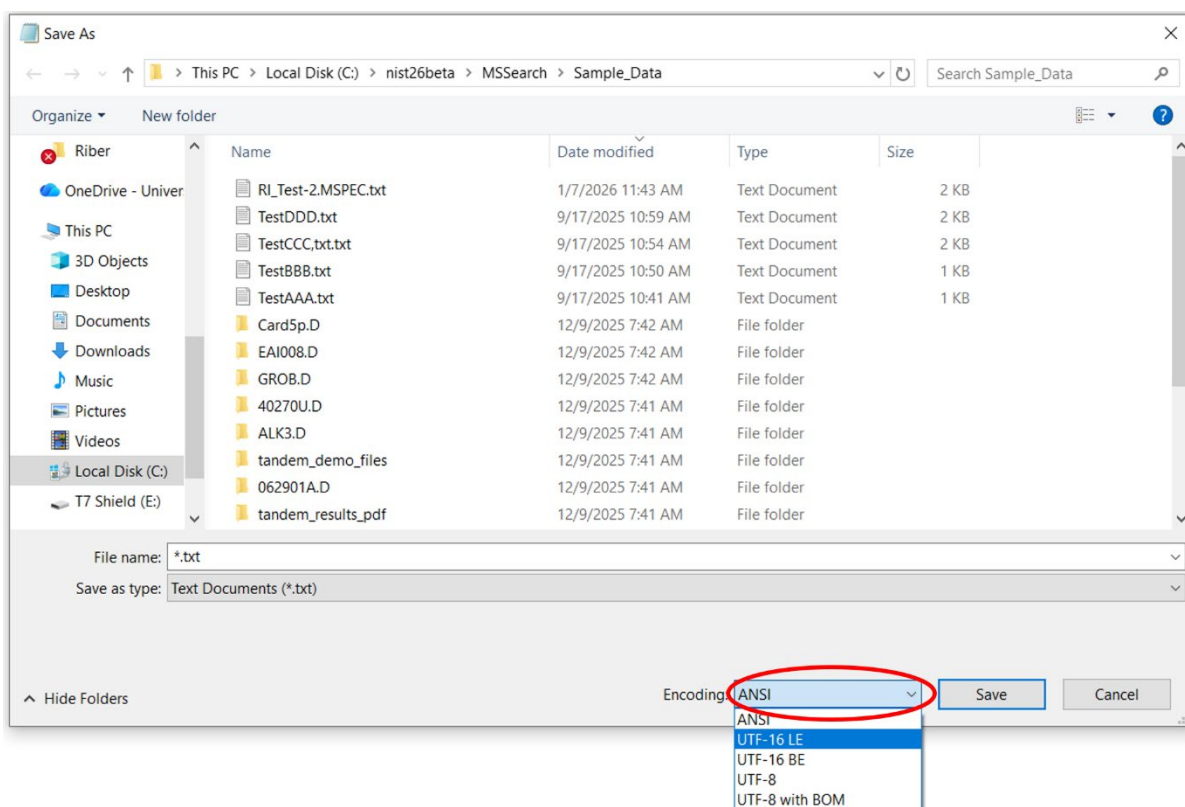 Save As
This PC > Local Disk (C:) > nist26beta > MSSearch > Sample_Data
Search Sample_Data
Organize
New folder
Name
Date modified
Type
Size
Riber
OneDrive - Univer
This PC
3D Objects
Desktop
Documents
Downloads
Music
Pictures
Videos
Local Disk (C:)
T7 Shield (E:)
RI_Test-2.MSPEC.txt 1/7/2026 11:43 AM Text Document 2 KB
TestDDD.txt 9/17/2025 10:59 AM Text Document 2 KB
TestCCC,txt.txt 9/17/2025 10:54 AM Text Document 2 KB
TestBBB.txt 9/17/2025 10:50 AM Text Document 1 KB
TestAAA.txt 9/17/2025 10:41 AM Text Document 1 KB
Card5p.D 12/9/2025 7:42 AM File folder
EAI008.D 12/9/2025 7:42 AM File folder
GROB.D 12/9/2025 7:42 AM File folder
40270U.D 12/9/2025 7:41 AM File folder
ALK3.D 12/9/2025 7:41 AM File folder
tandem_demo_files 12/9/2025 7:41 AM File folder
062901A.D 12/9/2025 7:41 AM File folder
tandem_results_pdf 12/9/2025 7:41 AM File folder
File name: *.txt
Save as type: Text Documents (*.txt)
Hide Folders
Encoding: ANSI
Save
Cancel
ANSI
UTF-16 LE
UTF-16 BE
UTF-8
UTF-8 with BOM